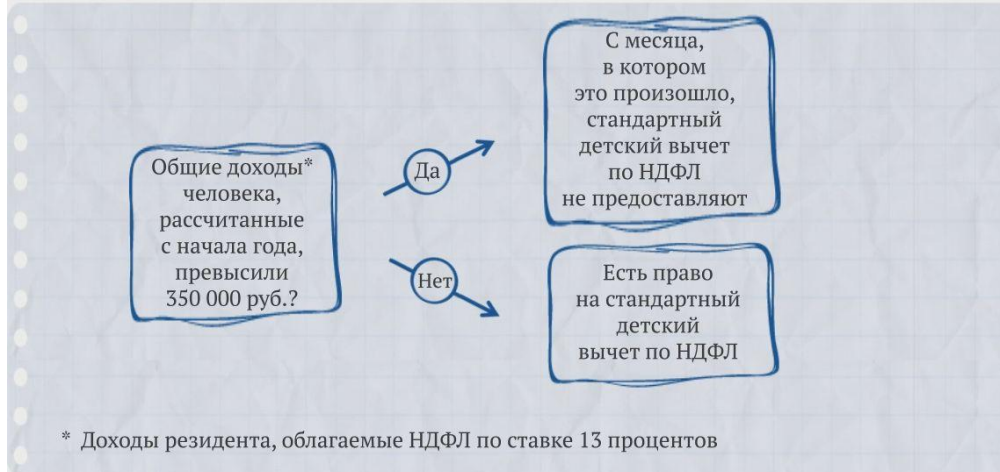 Общие доходы*
человека,
рассчитанные
с начала года,
превысили
350 000 руб.?
Да
С месяца,
в котором
это произошло,
стандартный
детский вычет
по НДФЛ
не предоставляют
Нет
Есть право
на стандартный
детский
вычет по НДФЛ
* Доходы резидента, облагаемые НДФЛ по ставке 13 процентов